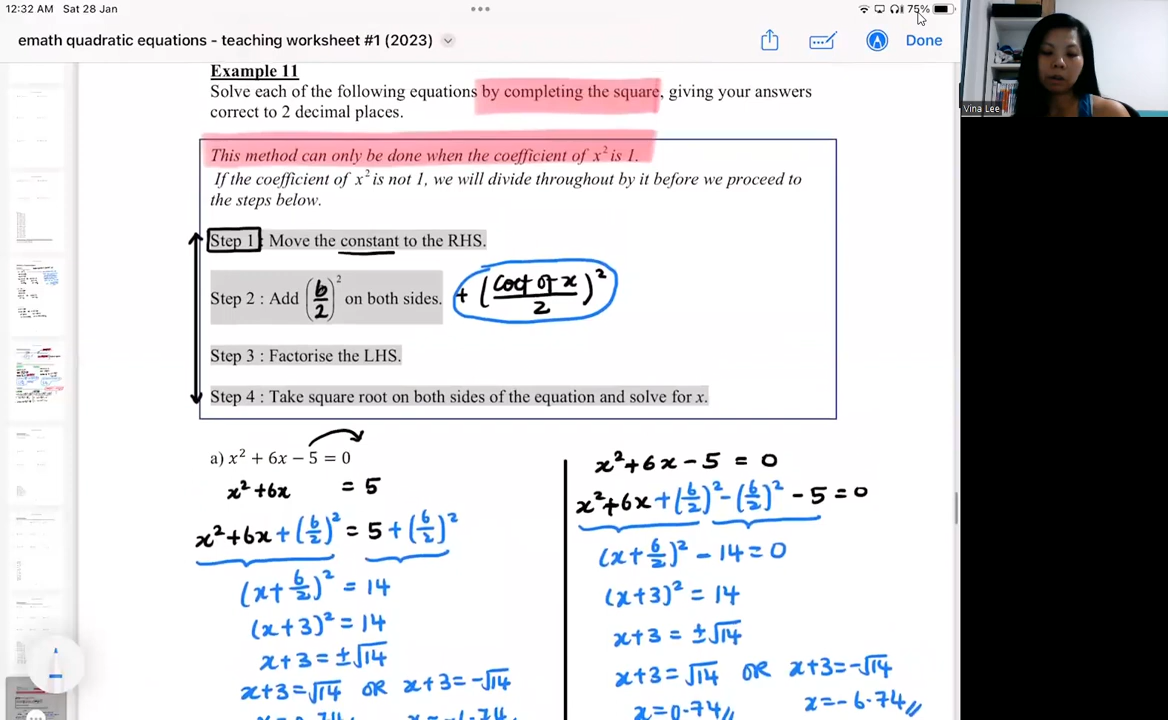 12:32 AM Sat 28 Jan
75%
emath quadratic equations - teaching worksheet #1 (2023)
Done
Vina Lee
Example 11
Solve each of the following equations by completing the square, giving your answers
correct to 2 decimal places.
This method can only be done when the coefficient of x² is 1.
If the coefficient of x² is not 1, we will divide throughout by it before we proceed to
the steps below.
Step 1 : Move the constant to the RHS.
Step 2 : Add (b/2)² on both sides. + (coef of x/2)²
Step 3 : Factorise the LHS.
Step 4 : Take square root on both sides of the equation and solve for x.
a) x² + 6x − 5 = 0
x²+6x = 5
x²+6x+(6/2)² = 5+(6/2)²
(x+6/2)² = 14
(x+3)² = 14
x+3 = ±√14
x+3=√14 OR x+3=-√14
x²+6x-5 = 0
x²+6x+(6/2)²-(6/2)²-5=0
(x+6/2)²-14=0
(x+3)² = 14
x+3 = ±√14
x+3=√14 OR x+3=-√14
x=0.74 x=-6.74